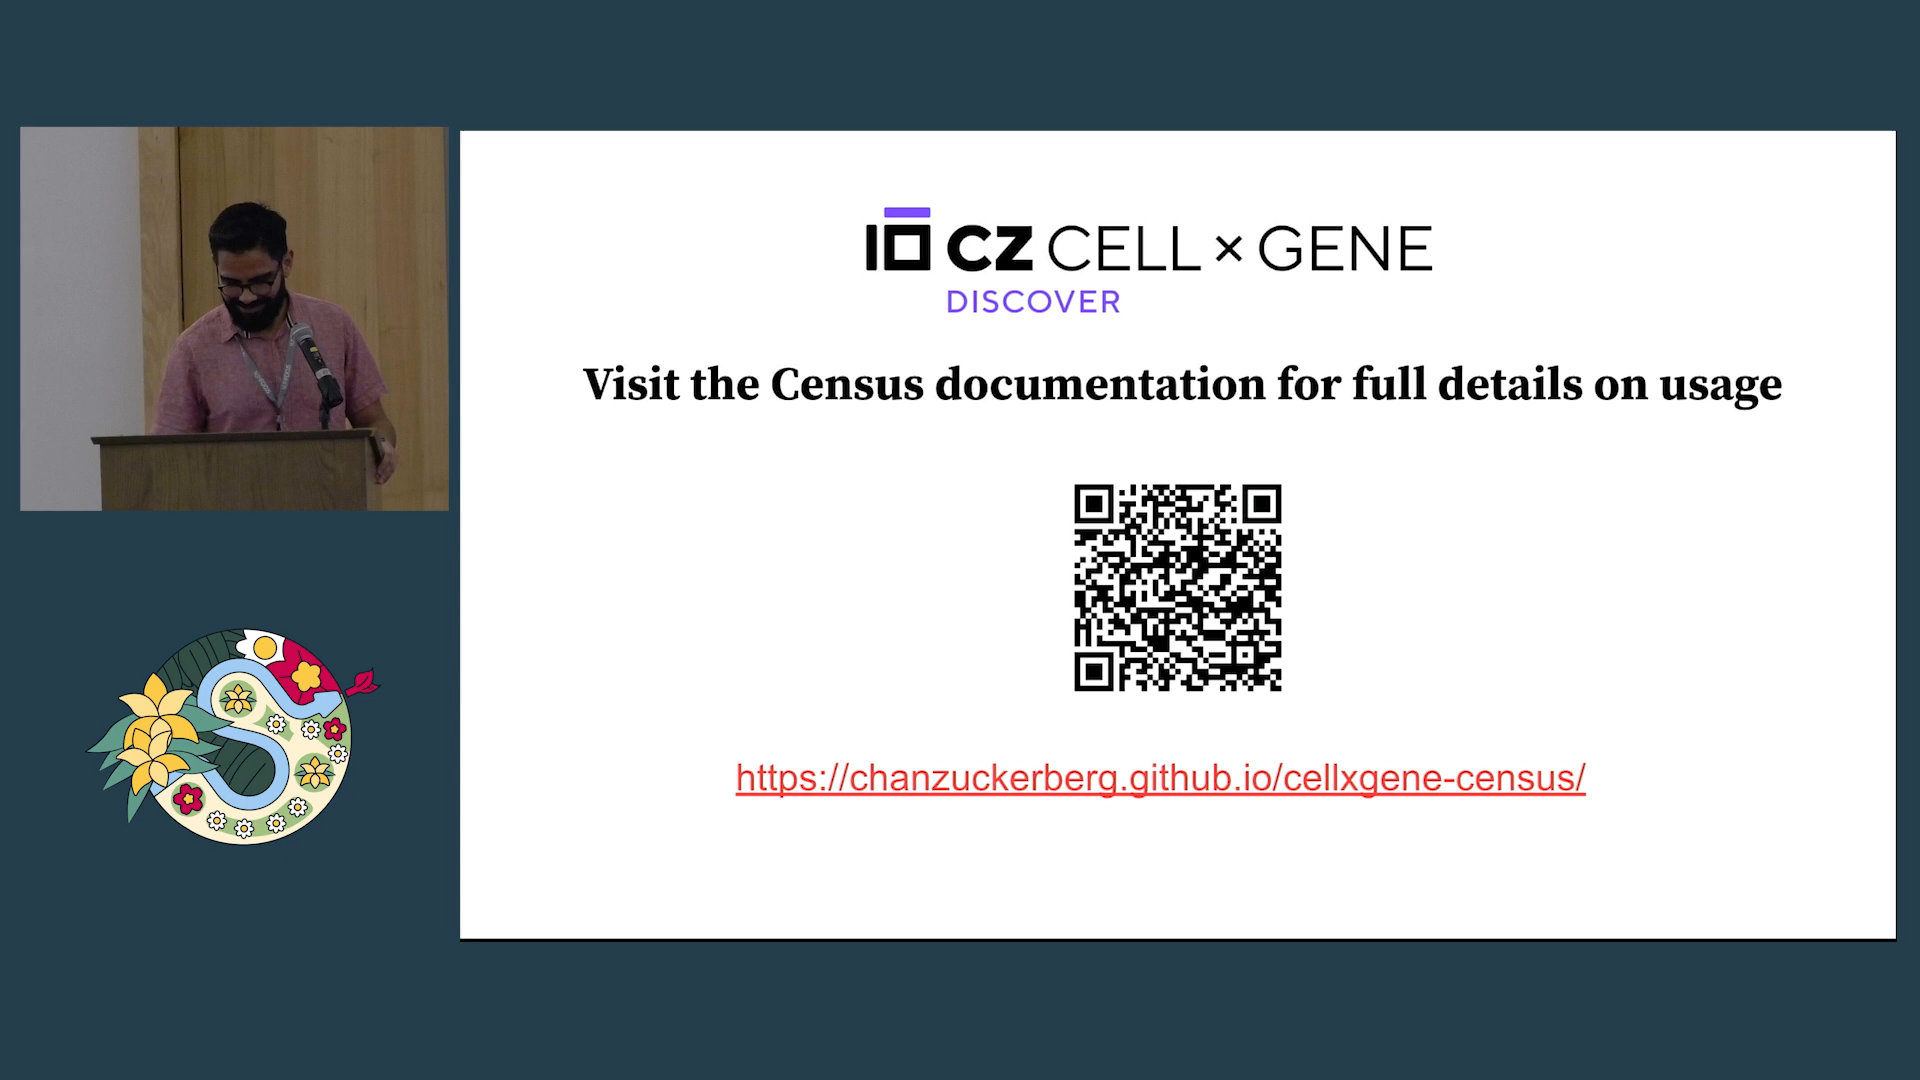 CZ CELL × GENE
DISCOVER
Visit the Census documentation for full details on usage
https://chanzuckerberg.github.io/cellxgene-census/